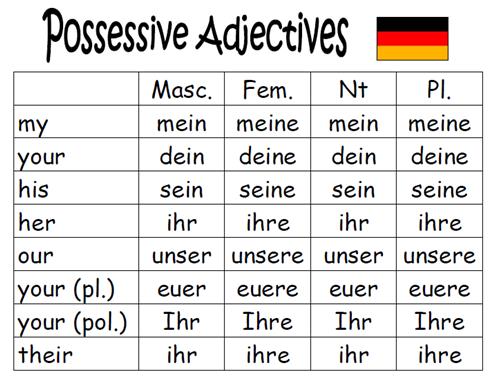 Possessive Adjectives
Masc. Fem. Nt Pl.
my mein meine mein meine
your dein deine dein deine
his sein seine sein seine
her ihr ihre ihr ihre
our unser unsere unser unsere
your (pl.) euer euere euer euere
your (pol.) Ihr Ihre Ihr Ihre
their ihr ihre ihr ihre